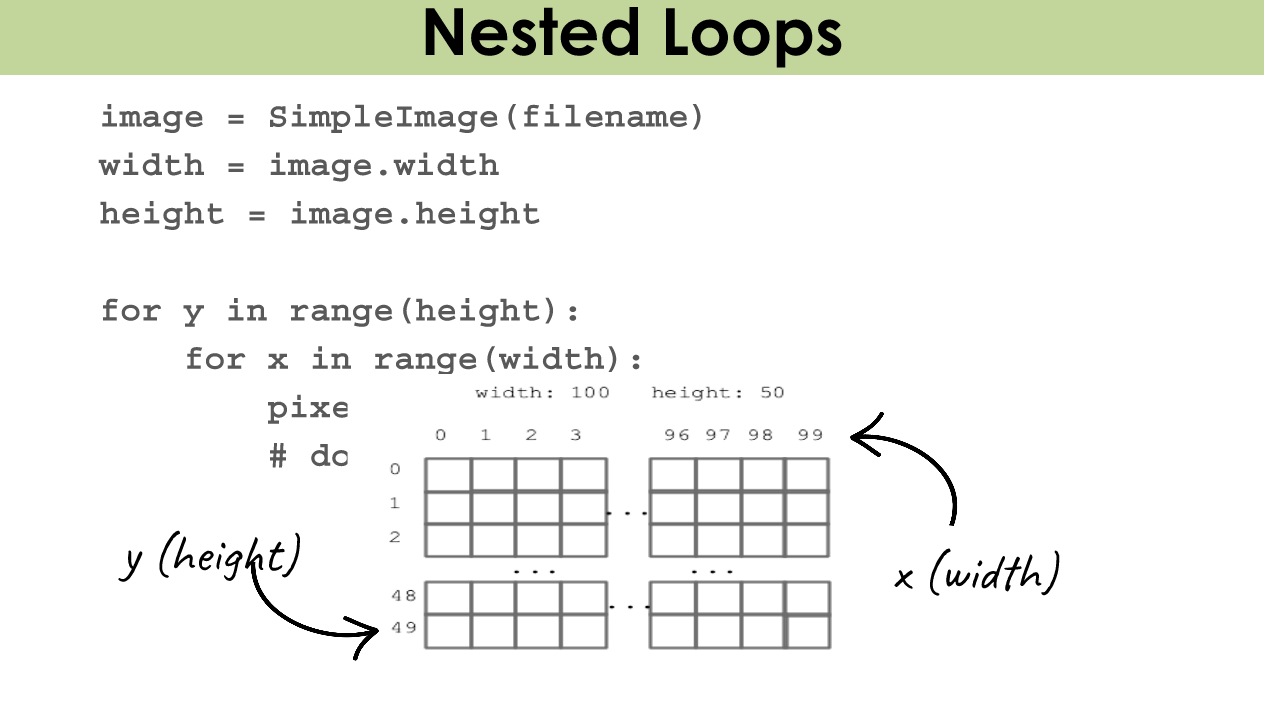 Nested Loops
image = SimpleImage(filename)
width = image.width
height = image.height
for y in range(height):
for x in range(width):
pixe
# do
width: 100 height: 50
0 1 2 3 96 97 98 99
0
1
. . .
2
. . . . . .
48
. . .
49
y (height)
x (width)